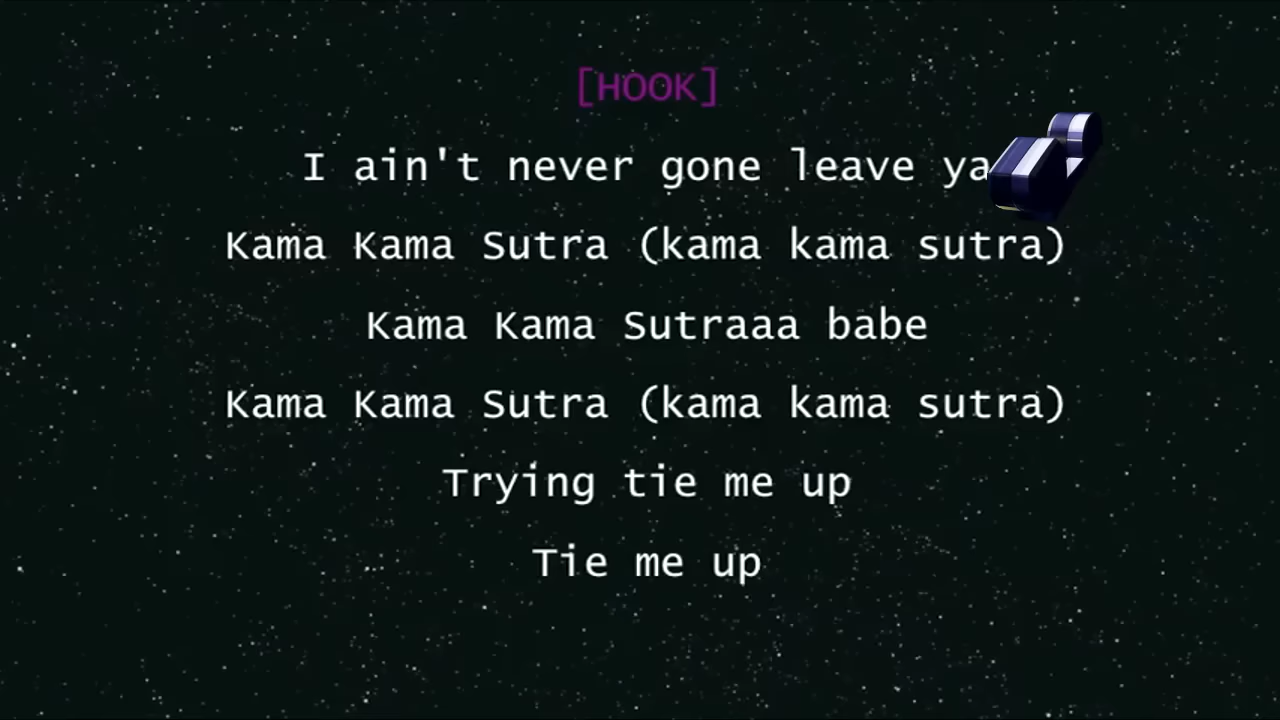 [HOOK]
I ain't never gone leave ya
Kama Kama Sutra (kama kama sutra)
Kama Kama Sutraaa babe
Kama Kama Sutra (kama kama sutra)
Trying tie me up
Tie me up